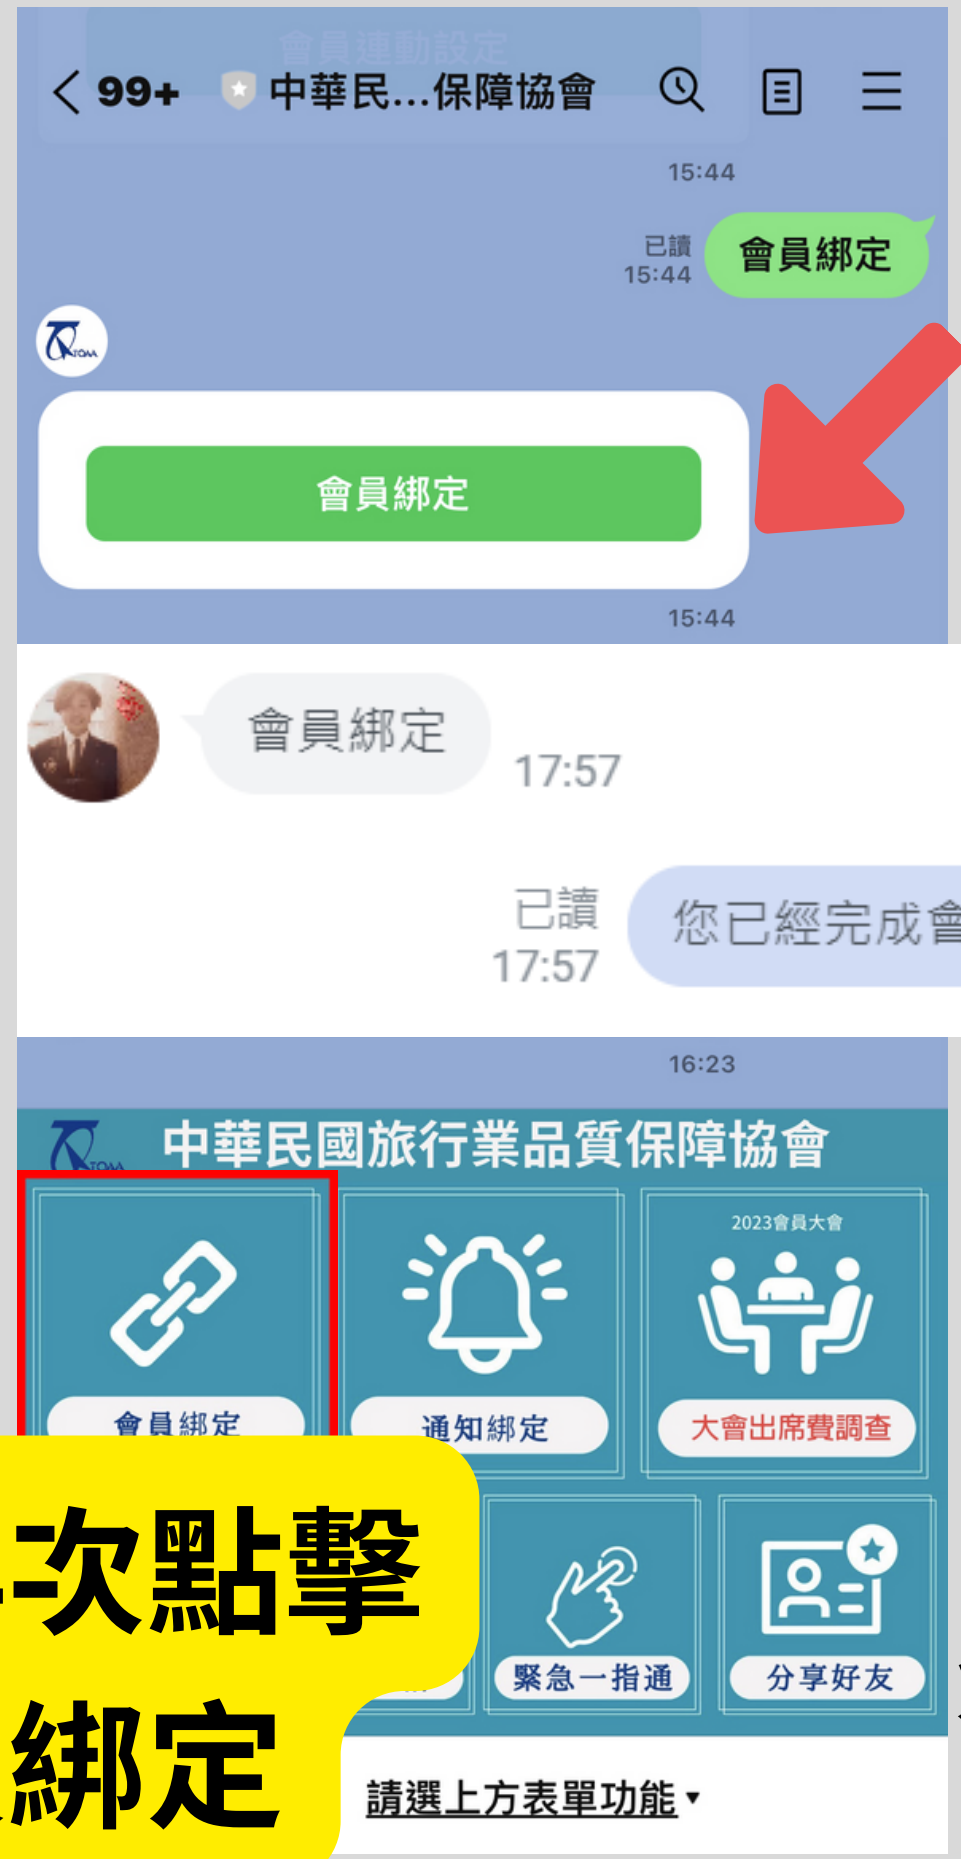 會員連動設定
99+ 中華民...保障協會
15:44
已讀
15:44
會員綁定
TQAA
會員綁定
15:44
會員綁定
17:57
已讀
17:57
您已經完成會
16:23
中華民國旅行業品質保障協會
2023會員大會
會員綁定
通知綁定
大會出席費調查
次點擊
綁定
緊急一指通
分享好友
請選上方表單功能